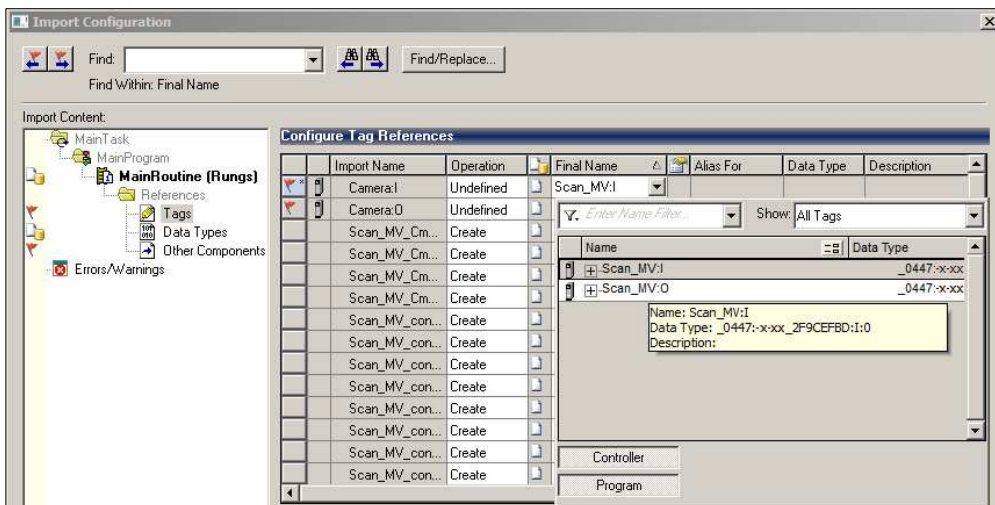 Import Configuration
Find:
Find/Replace...
Find Within: Final Name
Import Content:
MainTask
MainProgram
MainRoutine (Rungs)
References
Tags
Data Types
Other Components
Errors/Warnings
Configure Tag References
Import Name Operation Final Name Alias For Data Type Description
Camera:I Undefined Scan_MV:I
Camera:O Undefined
Scan_MV_Cm... Create
Scan_MV_Cm... Create
Scan_MV_Cm... Create
Scan_MV_Cm... Create
Scan_MV_con... Create
Scan_MV_con... Create
Scan_MV_con... Create
Scan_MV_con... Create
Scan_MV_con... Create
Scan_MV_con... Create
Scan_MV_con... Create
Scan_MV_con... Create
Enter Name Filter... Show: All Tags
Name Data Type
Scan_MV:I _0447:-x-xx
Scan_MV:O _0447:-x-xx
Name: Scan_MV:I
Data Type: _0447:-x-xx_2F9CEFBD:I:0
Description:
Controller
Program